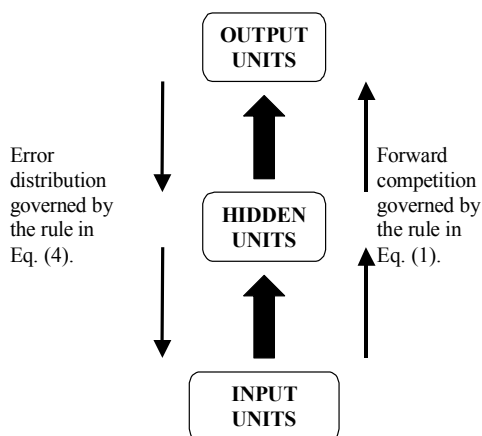 OUTPUT
UNITS
Error
distribution
governed by
the rule in
Eq. (4).
HIDDEN
UNITS
Forward
competition
governed by
the rule in
Eq. (1).
INPUT
UNITS